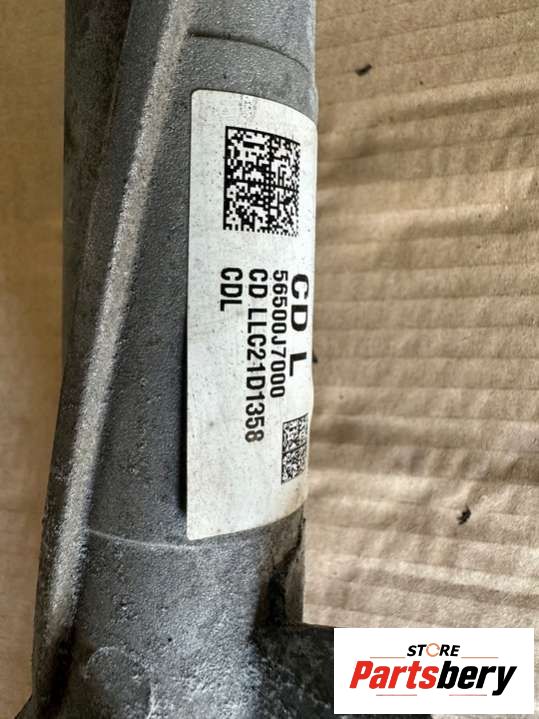 CD L
56500J7000
CD LLC21D1358
CDL
STORE
Partsbery